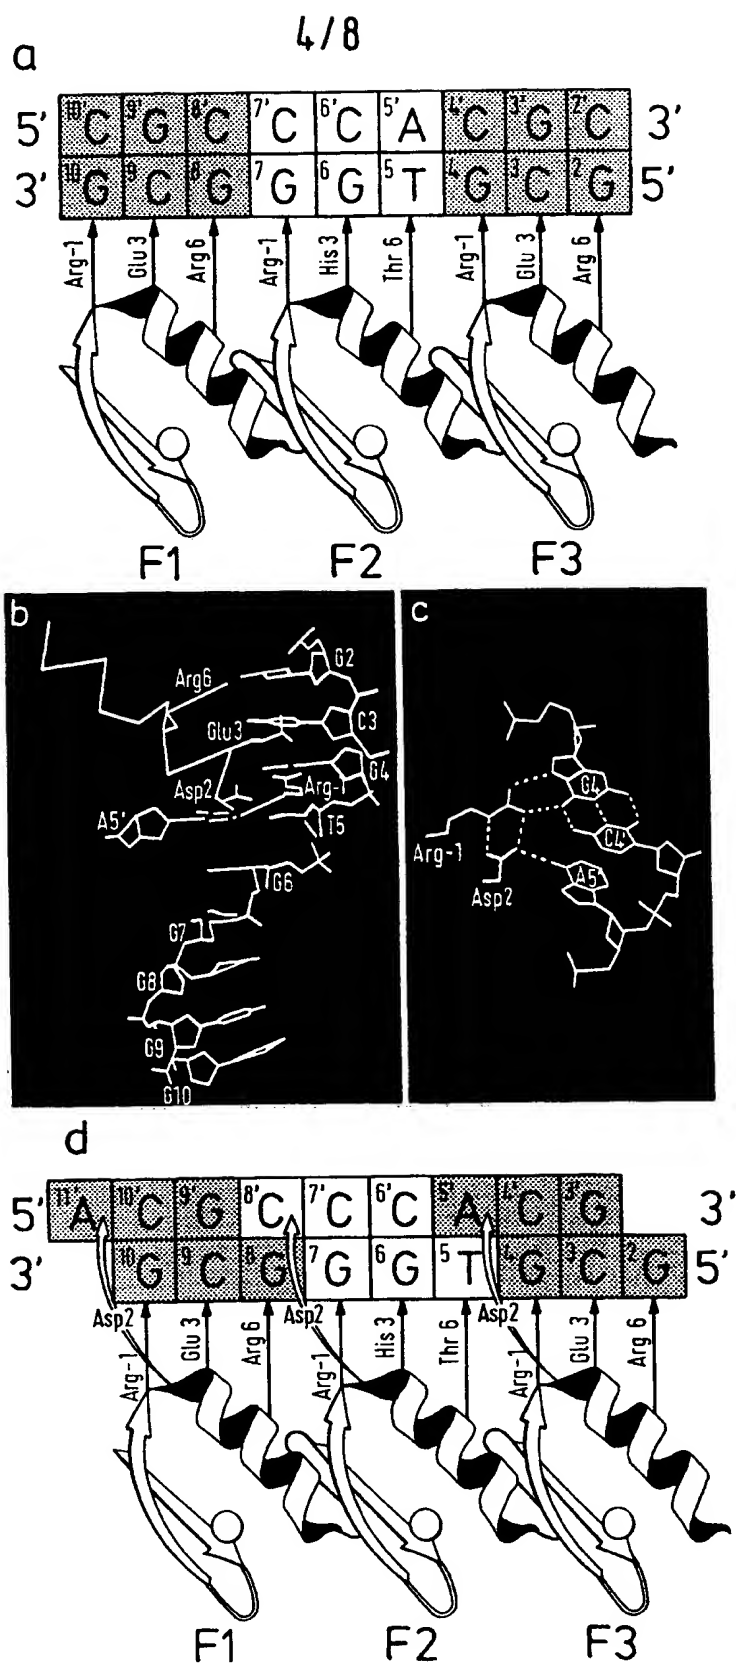 4/8
a
5' 10'C 9'G 8'C 7'C 6'C 5'A 4'C 3'G 2'C 3'
3' 10G 9C 8G 7G 6G 5T 4G 3C 2G 5'
Arg-1 Glu 3 Arg 6 Arg-1 His 3 Thr 6 Arg-1 Glu 3 Arg 6
F1 F2 F3
b
G2
Arg6
Glu3 C3
G4
Asp2 Arg-1
A5' T5
G6
G7
G8
G9
G10
c
G4
C4'
Arg-1
A5'
Asp2
d
5' 11'A 10'C 9'G 8'C 7'C 6'C 5'A 4'C 3'G 3'
3' 10G 9C 8G 7G 6G 5T 4G 3C 2G 5'
Asp2 Asp2 Asp2
Arg-1 Glu 3 Arg 6 Arg-1 His 3 Thr 6 Arg-1 Glu 3 Arg 6
F1 F2 F3